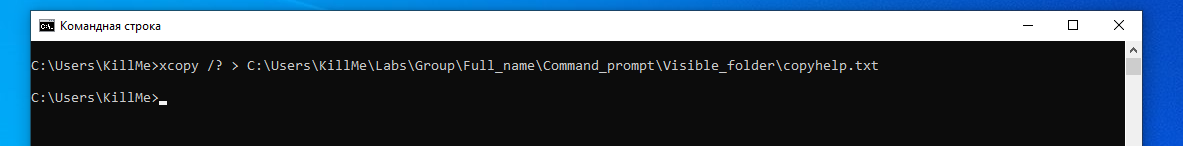 Командная строка
C:\Users\KillMe>xcopy /? > C:\Users\KillMe\Labs\Group\Full_name\Command_prompt\Visible_folder\copyhelp.txt
C:\Users\KillMe>